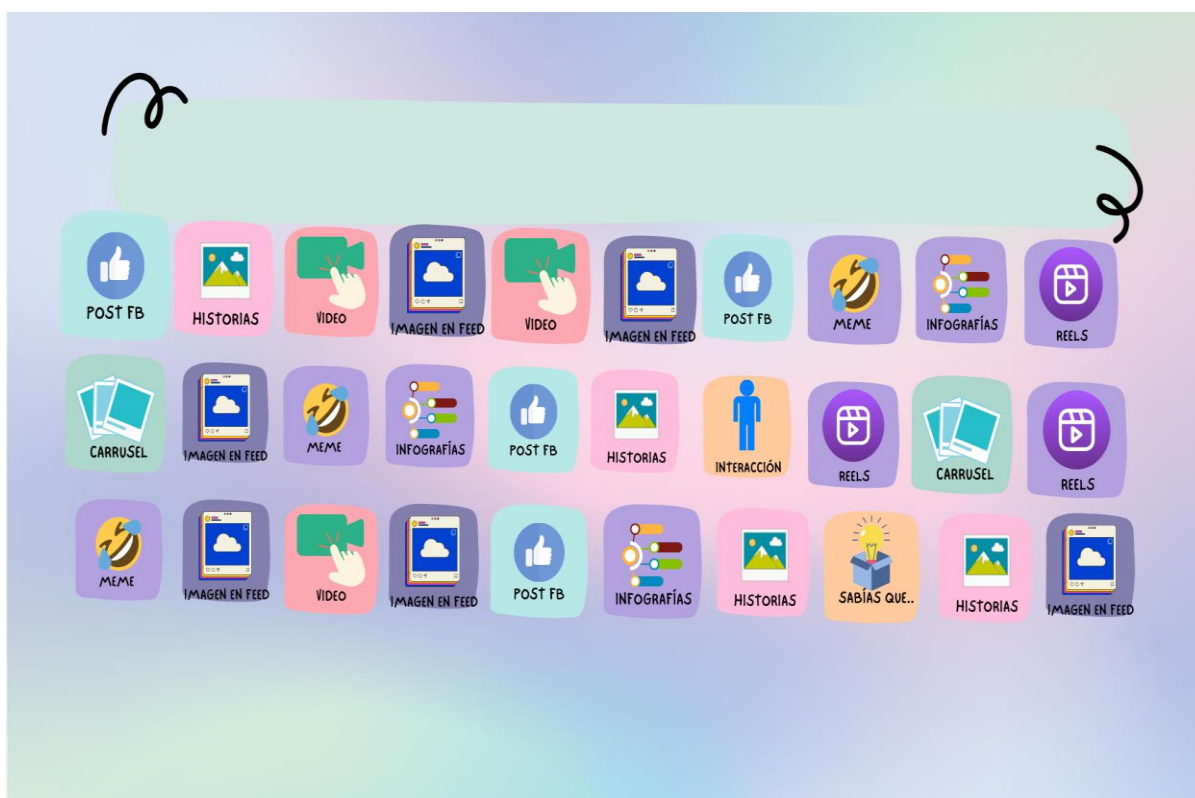 POST FB
HISTORIAS
VIDEO
IMAGEN EN FEED
VIDEO
IMAGEN EN FEED
POST FB
MEME
INFOGRAFÍAS
REELS
CARRUSEL
IMAGEN EN FEED
MEME
INFOGRAFÍAS
POST FB
HISTORIAS
INTERACCIÓN
REELS
CARRUSEL
REELS
MEME
IMAGEN EN FEED
VIDEO
IMAGEN EN FEED
POST FB
INFOGRAFÍAS
HISTORIAS
SABÍAS QUE..
HISTORIAS
IMAGEN EN FEED